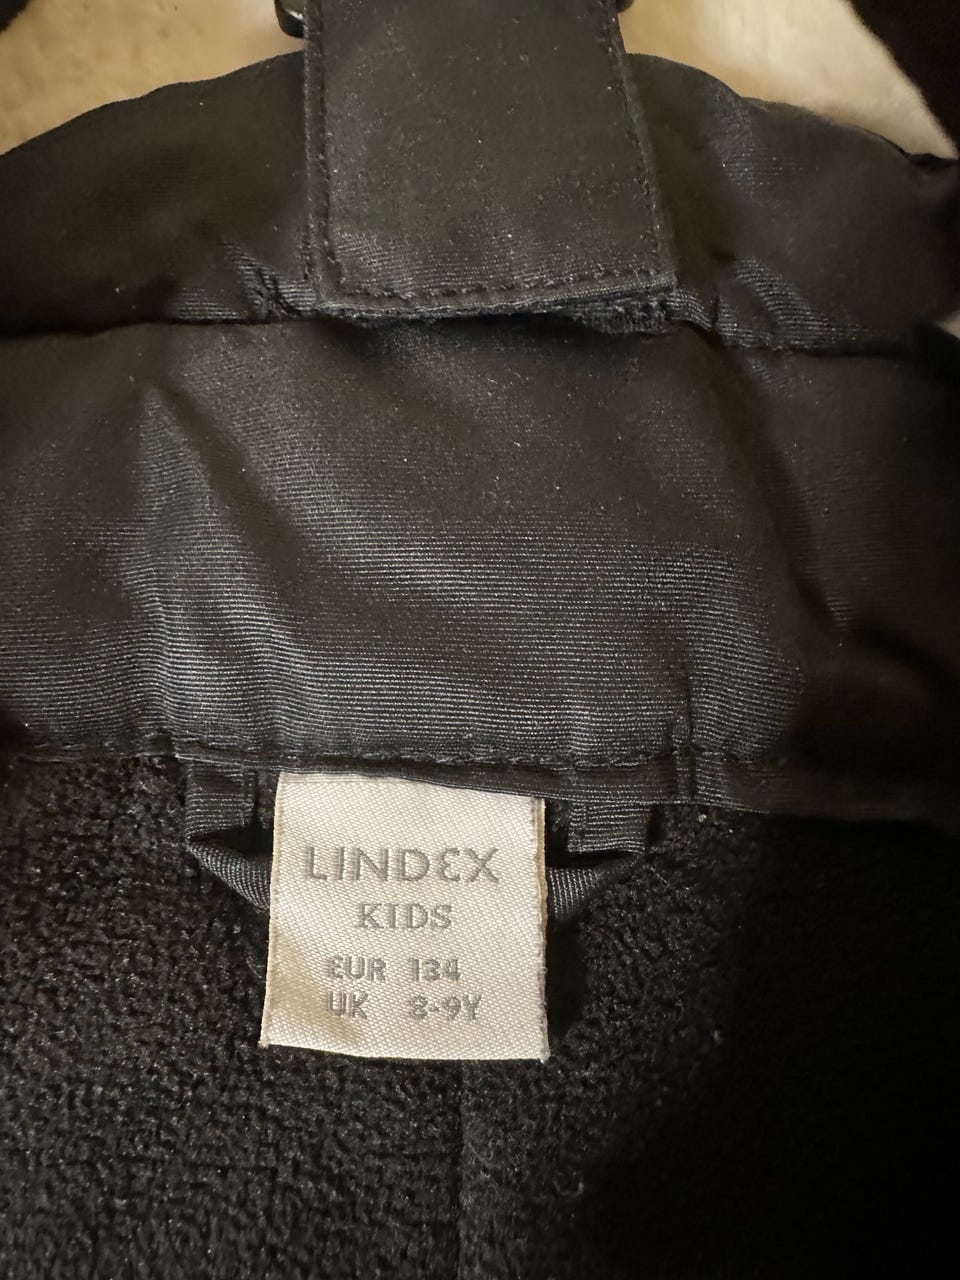 LINDEX
KIDS
EUR 134
UK 8-9Y